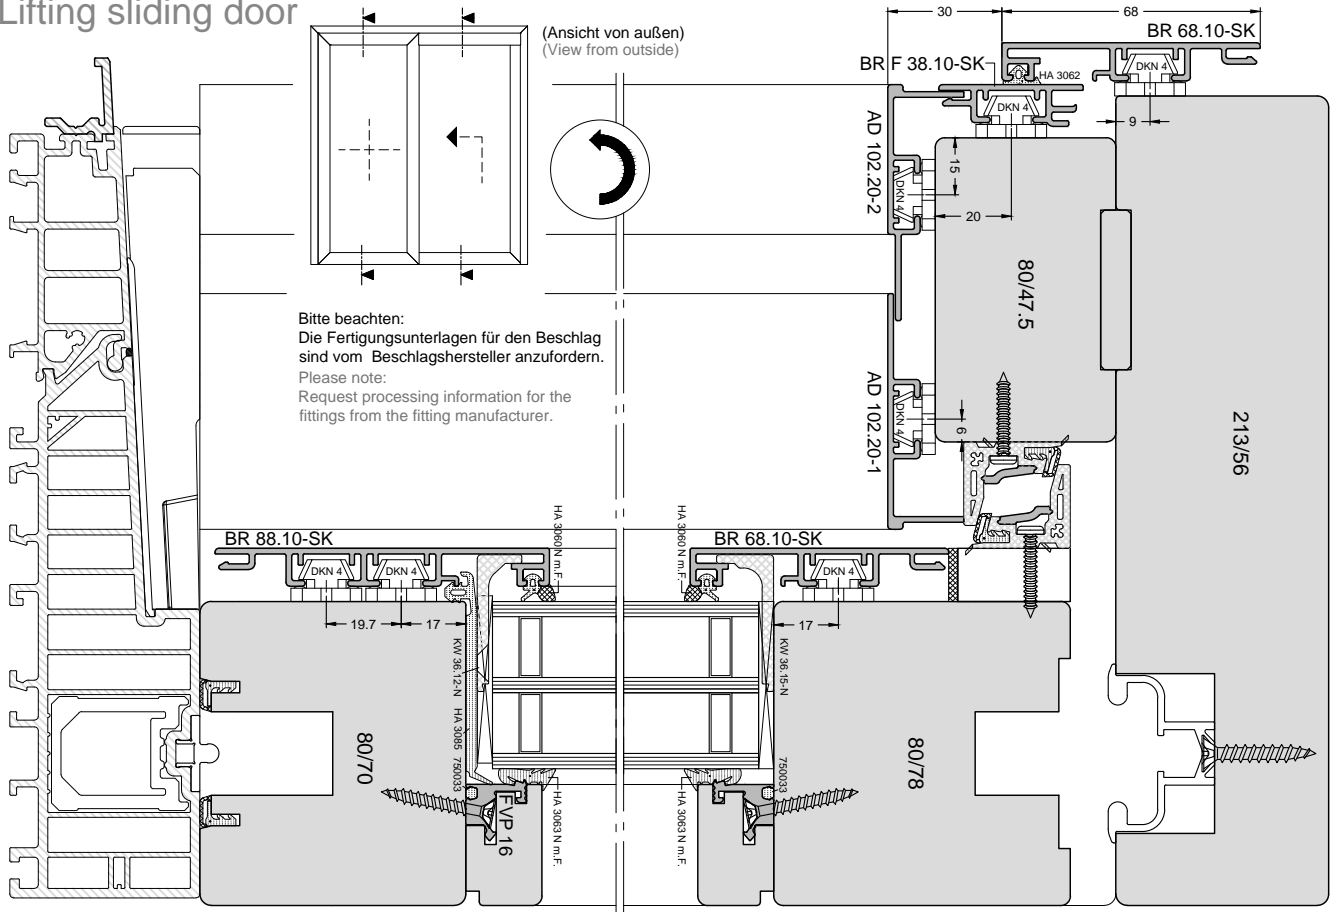 Lifting sliding door
(Ansicht von außen)
(View from outside)
30
68
BR 68.10-SK
BR F 38.10-SK
HA 3062
DKN 4
DKN 4
9
AD 102.20-2
DKN 4
15
20
80/47.5
213/56
Bitte beachten:
Die Fertigungsunterlagen für den Beschlag
sind vom Beschlagshersteller anzufordern.
Please note:
Request processing information for the
fittings from the fitting manufacturer.
AD 102.20-1
DKN 4
6
BR 88.10-SK
HA 3060 N m.F.
HA 3060 N m.F.
BR 68.10-SK
DKN 4
DKN 4
DKN 4
19.7
17
17
KW 36.12-N
HA 3085
750033
KW 36.15-N
750033
80/70
80/78
FVP 16
HA 3063 N m.F.
HA 3063 N m.F.